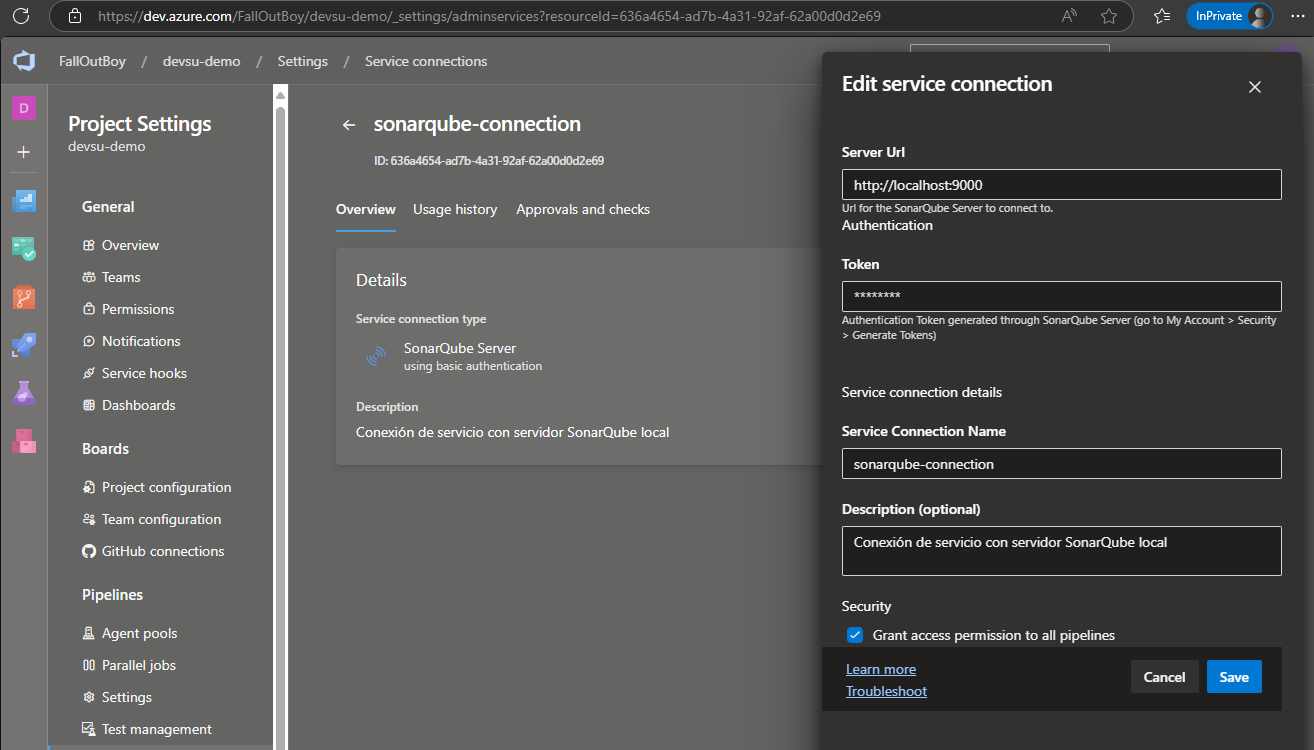 https://dev.azure.com/FallOutBoy/devsu-demo/_settings/adminservices?resourceId=636a4654-ad7b-4a31-92af-62a00d0d2e69
InPrivate
FallOutBoy / devsu-demo / Settings / Service connections
D
Project Settings
devsu-demo
General
Overview
Teams
Permissions
Notifications
Service hooks
Dashboards
Boards
Project configuration
Team configuration
GitHub connections
Pipelines
Agent pools
Parallel jobs
Settings
Test management
sonarqube-connection
ID: 636a4654-ad7b-4a31-92af-62a00d0d2e69
Overview Usage history Approvals and checks
Details
Service connection type
SonarQube Server
using basic authentication
Description
Conexión de servicio con servidor SonarQube local
Edit service connection
Server Url
http://localhost:9000
Url for the SonarQube Server to connect to.
Authentication
Token
********
Authentication Token generated through SonarQube Server (go to My Account > Security
> Generate Tokens)
Service connection details
Service Connection Name
sonarqube-connection
Description (optional)
Conexión de servicio con servidor SonarQube local
Security
Grant access permission to all pipelines
Learn more
Troubleshoot
Cancel
Save